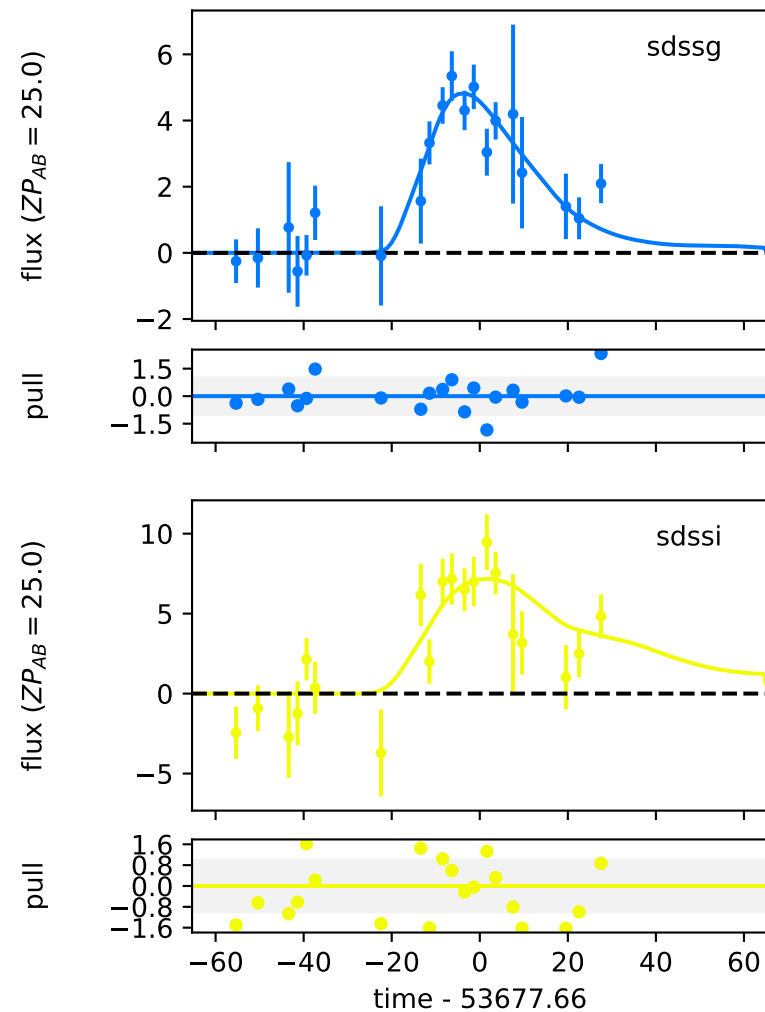 sdssg
flux (ZP_AB = 25.0)
6
4
2
0
−2
pull
1.5
0.0
−1.5
sdssi
flux (ZP_AB = 25.0)
10
5
0
−5
pull
1.6
0.8
0.0
−0.8
−1.6
−60 −40 −20 0 20 40 60
time - 53677.66